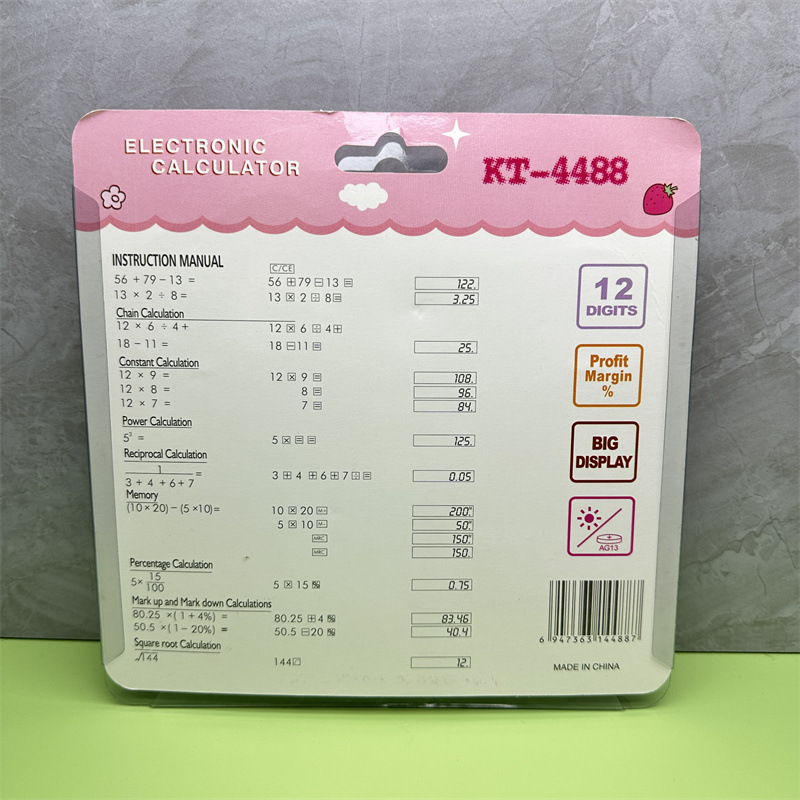 ELECTRONIC
CALCULATOR
KT-4488
INSTRUCTION MANUAL
C/CE
56 + 79 − 13 = 56 ⊞ 79 ⊟ 13 ⊜ 122.
13 × 2 ÷ 8 = 13 ⊠ 2 ÷ 8 = 3.25
Chain Calculation
12 × 6 ÷ 4 + 12 ⊠ 6 ÷ 4 ⊞
18 − 11 = 18 ⊟ 11 = 25.
Constant Calculation
12 × 9 = 12 ⊠ 9 = 108.
12 × 8 = 8 = 96.
12 × 7 = 7 = 84.
Power Calculation
5³ = 5 ⊠ = = 125.
Reciprocal Calculation
1
3 + 4 + 6 + 7 = 3 ⊞ 4 ⊞ 6 ⊞ 7 ÷ = 0.05
Memory
(10 × 20) − (5 × 10) = 10 ⊠ 20 M+ 200.ᴹ
5 ⊠ 10 M- 50.ᴹ
MRC 150.ᴹ
MRC 150.
Percentage Calculation
5 × 15 5 ⊠ 15 % 0.75
100
Mark up and Mark down Calculations
80.25 × (1 + 4%) = 80.25 ⊞ 4 % 83.46
50.5 × (1 − 20%) = 50.5 ⊟ 20 % 40.4
Square root Calculation
√144 144 √ 12.
12
DIGITS
Profit
Margin
%
BIG
DISPLAY
AG13
6 947363 144887
MADE IN CHINA